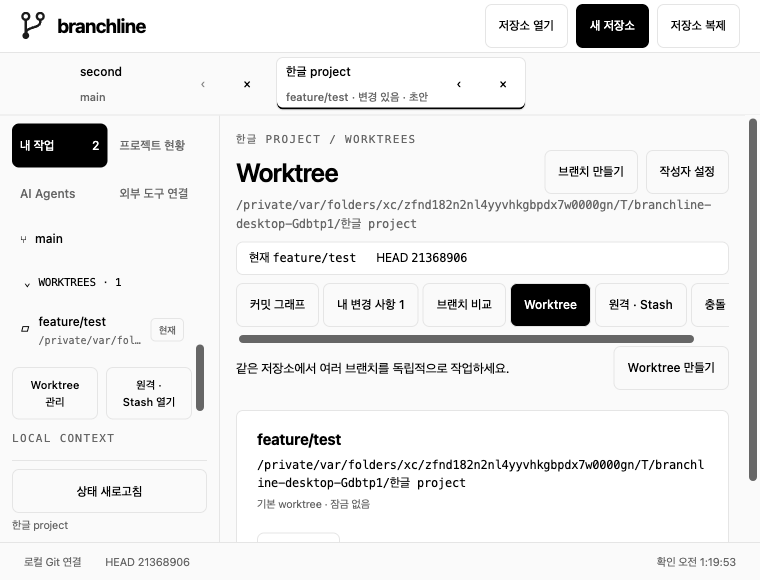 branchline
저장소 열기
새 저장소
저장소 복제
second
main
‹
×
한글 project
feature/test · 변경 있음 · 초안
‹
×
내 작업 2
프로젝트 현황
AI Agents
외부 도구 연결
main
WORKTREES · 1
feature/test
/private/var/fol…
현재
Worktree
관리
원격 ·
Stash 열기
LOCAL CONTEXT
상태 새로고침
한글 project
한글 PROJECT / WORKTREES
Worktree
브랜치 만들기
작성자 설정
/private/var/folders/xc/zfnd182n2nl4yyvhkgbpdx7w0000gn/T/branchline-
desktop-Gdbtp1/한글 project
현재 feature/test HEAD 21368906
커밋 그래프
내 변경 사항 1
브랜치 비교
Worktree
원격 · Stash
충돌
같은 저장소에서 여러 브랜치를 독립적으로 작업하세요.
Worktree 만들기
feature/test
/private/var/folders/xc/zfnd182n2nl4yyvhkgbpdx7w0000gn/T/branchl
ine-desktop-Gdbtp1/한글 project
기본 worktree · 잠금 없음
로컬 Git 연결
HEAD 21368906
확인 오전 1:19:53